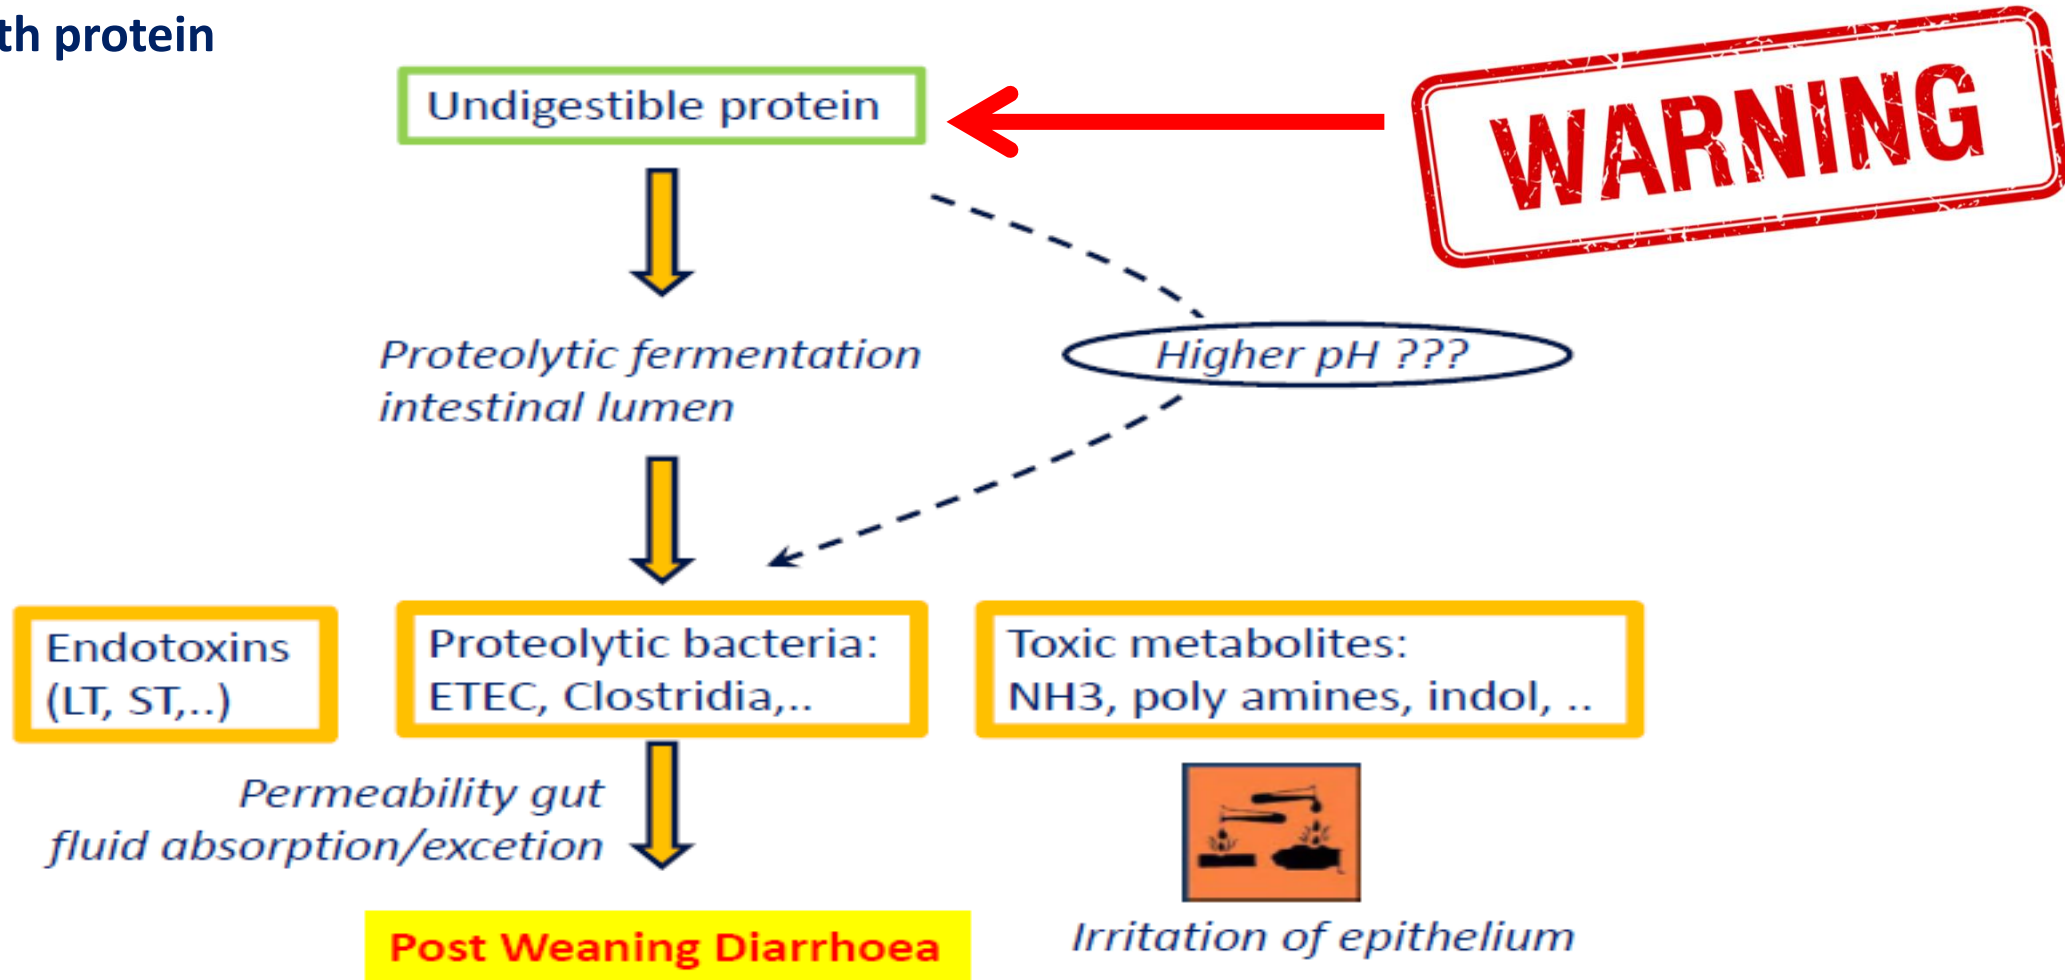 th protein
WARNING
Undigestible protein
Proteolytic fermentation
intestinal lumen
Higher pH ???
Endotoxins
(LT, ST,..)
Proteolytic bacteria:
ETEC, Clostridia,..
Toxic metabolites:
NH3, poly amines, indol, ..
Permeability gut
fluid absorption/excetion
Irritation of epithelium
Post Weaning Diarrhoea